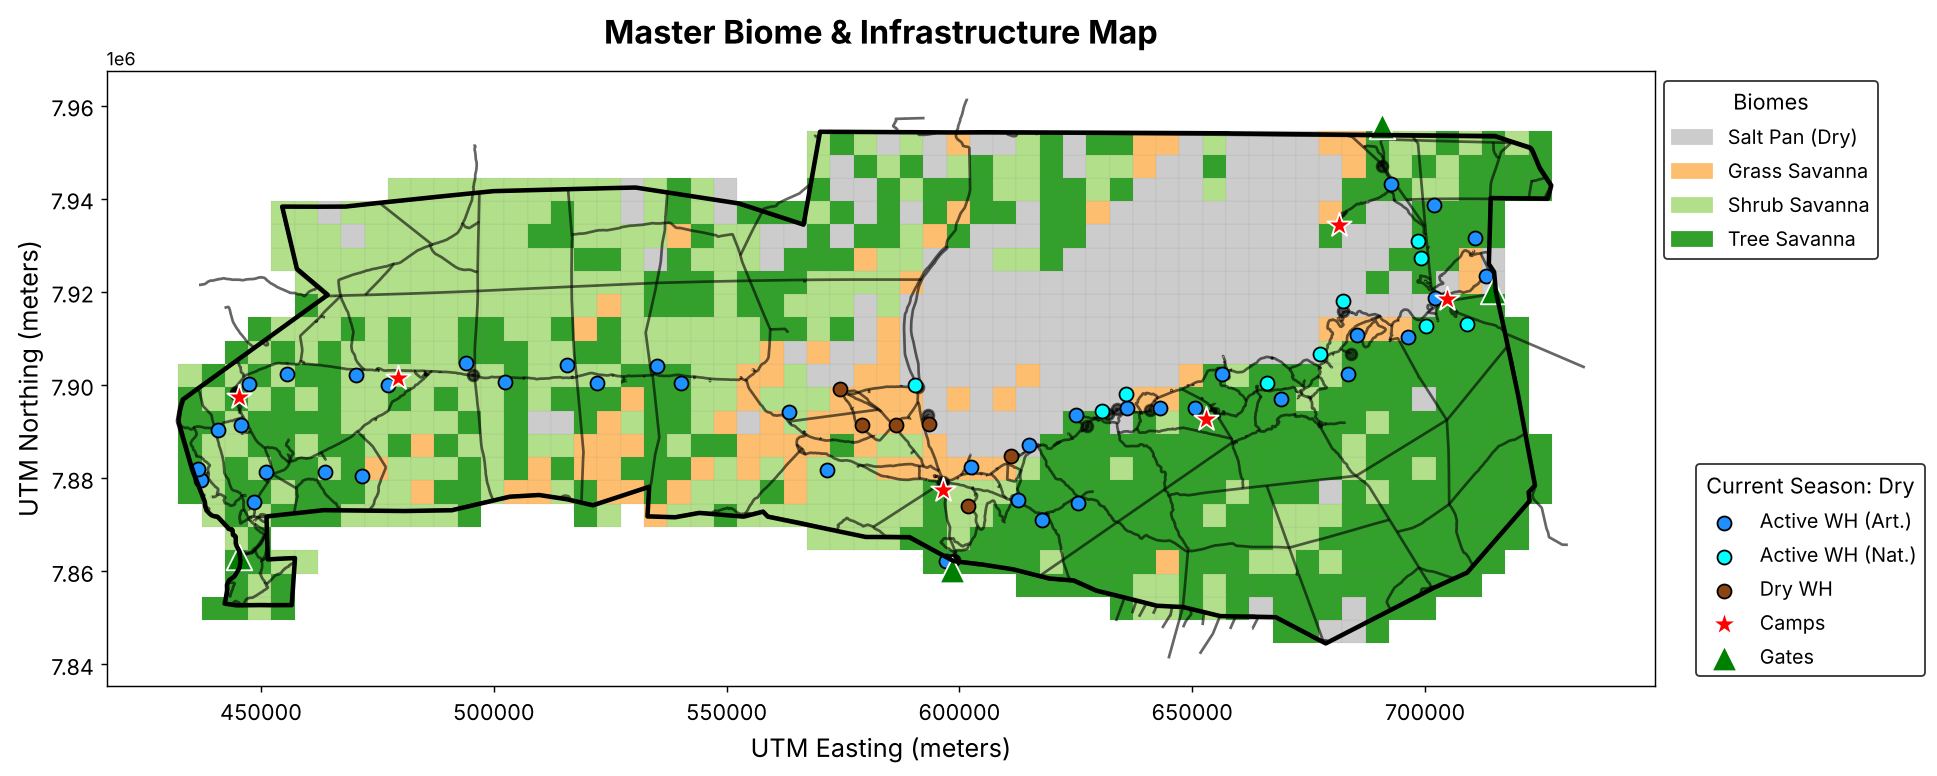 Master Biome & Infrastructure Map
1e6
7.96
7.94
7.92
7.90
7.88
7.86
7.84
UTM Northing (meters)
450000
500000
550000
600000
650000
700000
UTM Easting (meters)
Biomes
Salt Pan (Dry)
Grass Savanna
Shrub Savanna
Tree Savanna
Current Season: Dry
Active WH (Art.)
Active WH (Nat.)
Dry WH
Camps
Gates